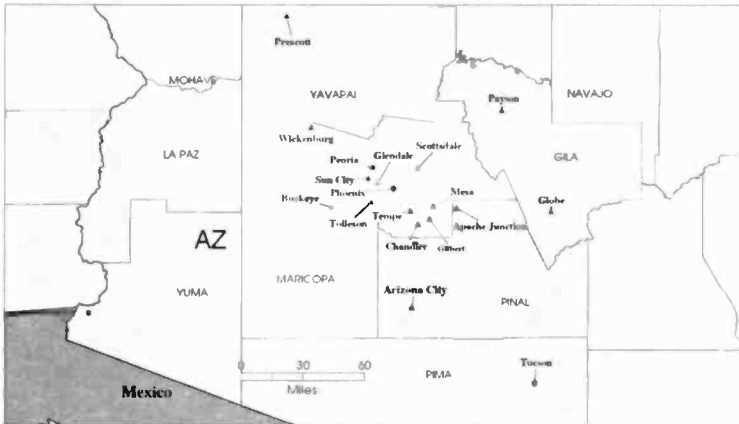 Prescott
MOHAVE
YAVAPAI
Payson
NAVAJO
Wickenburg
LA PAZ
Peoria
Glendale
Scottsdale
GILA
Sun City
Phoenix
Mesa
Buckeye
Globe
Tolleson
Tempe
Apache Junction
AZ
Chandler
Gilbert
MARICOPA
YUMA
Arizona City
PINAL
0 30 60
Miles
Tucson
PIMA
Mexico